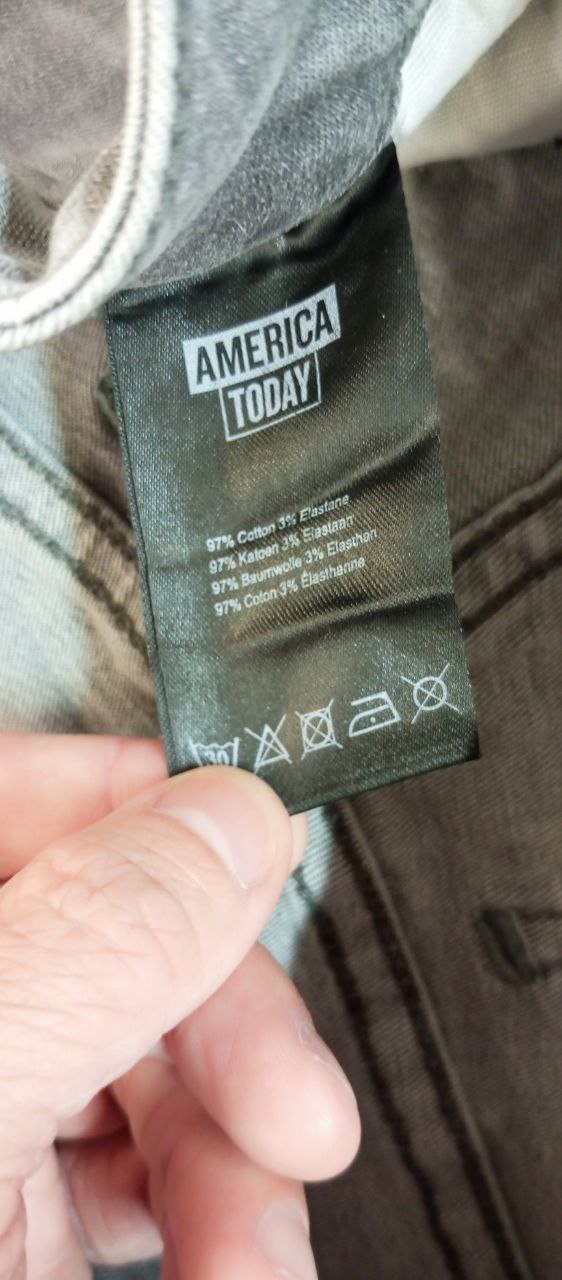 AMERICA
TODAY
97% Cotton 3% Elastane
97% Katoen 3% Elastaan
97% Baumwolle 3% Elasthan
97% Coton 3% Élasthanne
30